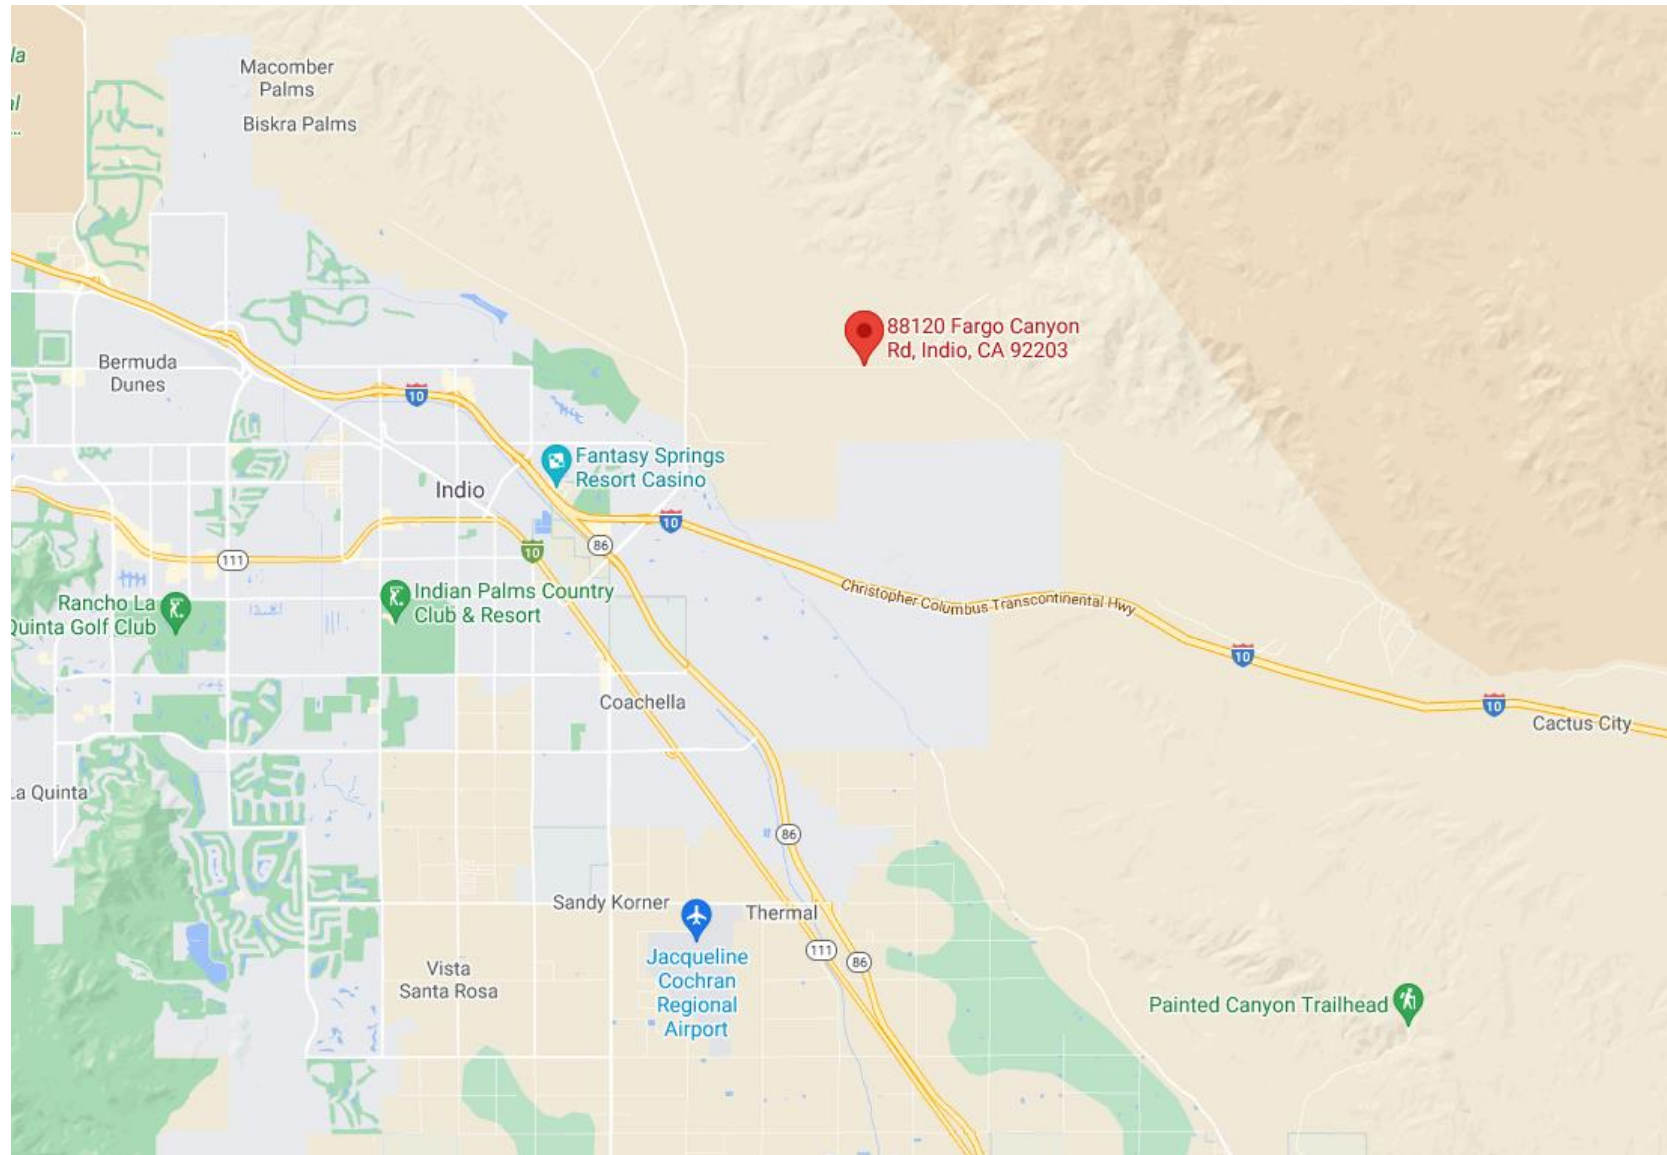 la
al
...
Macomber
Palms
Biskra Palms
88120 Fargo Canyon
Rd, Indio, CA 92203
Bermuda
Dunes
10
Fantasy Springs
Resort Casino
Indio
10
86
111
10
Christopher Columbus Transcontinental Hwy
Rancho La
Quinta Golf Club
Indian Palms Country
Club & Resort
10
Coachella
10
Cactus City
La Quinta
86
Sandy Korner
Thermal
111
86
Jacqueline
Cochran
Regional
Airport
Vista
Santa Rosa
Painted Canyon Trailhead